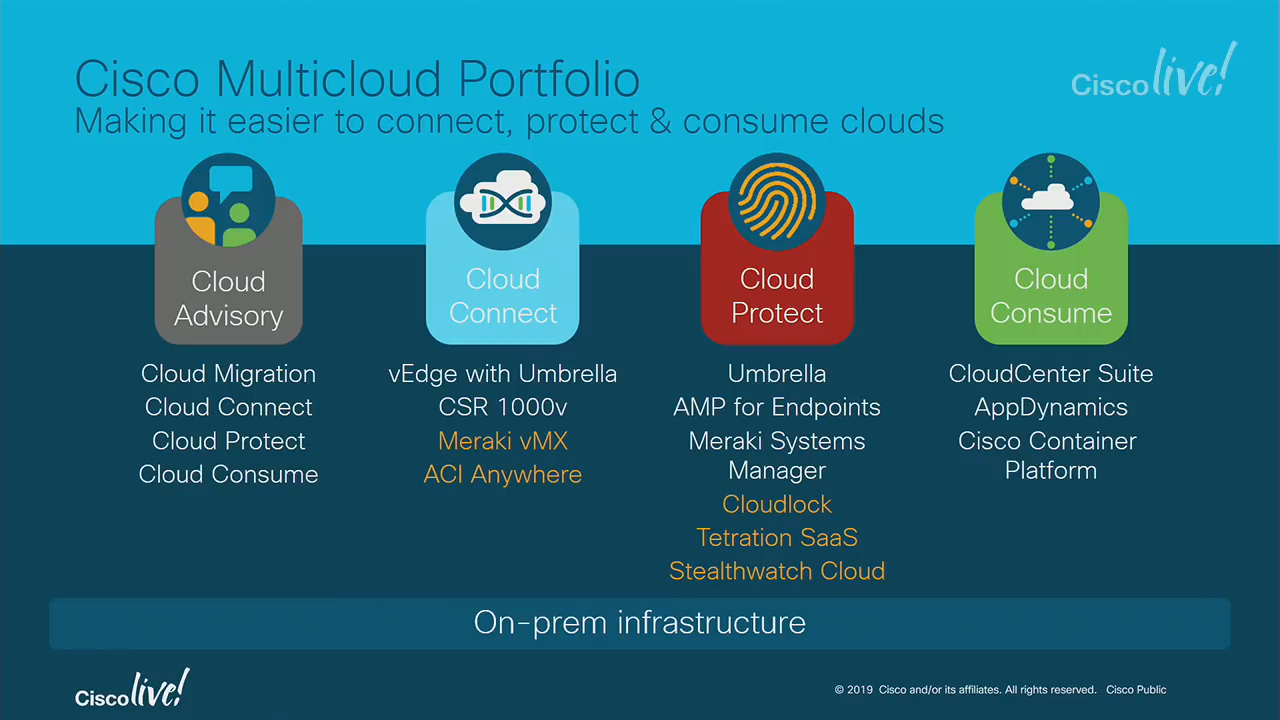 Cisco Multicloud Portfolio
Making it easier to connect, protect & consume clouds
Cisco live!
Cloud
Advisory
Cloud Migration
Cloud Connect
Cloud Protect
Cloud Consume
Cloud
Connect
vEdge with Umbrella
CSR 1000v
Meraki vMX
ACI Anywhere
Cloud
Protect
Umbrella
AMP for Endpoints
Meraki Systems
Manager
Cloudlock
Tetration SaaS
Stealthwatch Cloud
Cloud
Consume
CloudCenter Suite
AppDynamics
Cisco Container
Platform
On-prem infrastructure
Cisco live!
© 2019 Cisco and/or its affiliates. All rights reserved. Cisco Public